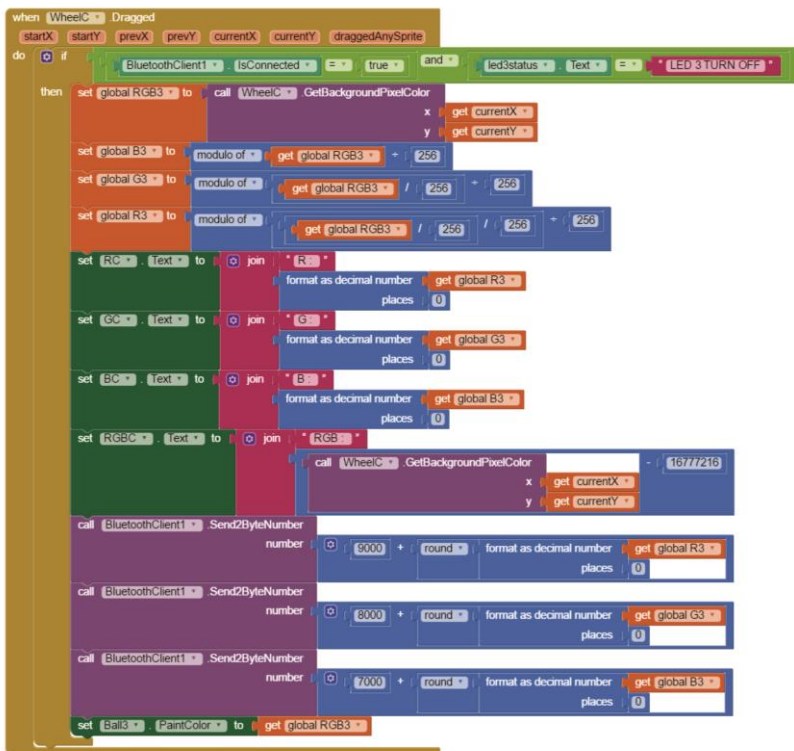 when WheelC .Dragged
startX startY prevX prevY currentX currentY draggedAnySprite
do if BluetoothClient1 . IsConnected = true and led3status . Text = " LED 3 TURN OFF "
then set global RGB3 to call WheelC .GetBackgroundPixelColor
x get currentX
y get currentY
set global B3 to modulo of get global RGB3 ÷ 256
set global G3 to modulo of get global RGB3 / 256 ÷ 256
set global R3 to modulo of get global RGB3 / 256 / 256 ÷ 256
set RC . Text to join " R : "
format as decimal number get global R3
places 0
set GC . Text to join " G : "
format as decimal number get global G3
places 0
set BC . Text to join " B : "
format as decimal number get global B3
places 0
set RGBC . Text to join " RGB : "
call WheelC .GetBackgroundPixelColor - 16777216
x get currentX
y get currentY
call BluetoothClient1 .Send2ByteNumber
number 9000 + round format as decimal number get global R3
places 0
call BluetoothClient1 .Send2ByteNumber
number 8000 + round format as decimal number get global G3
places 0
call BluetoothClient1 .Send2ByteNumber
number 7000 + round format as decimal number get global B3
places 0
set Ball3 . PaintColor to get global RGB3